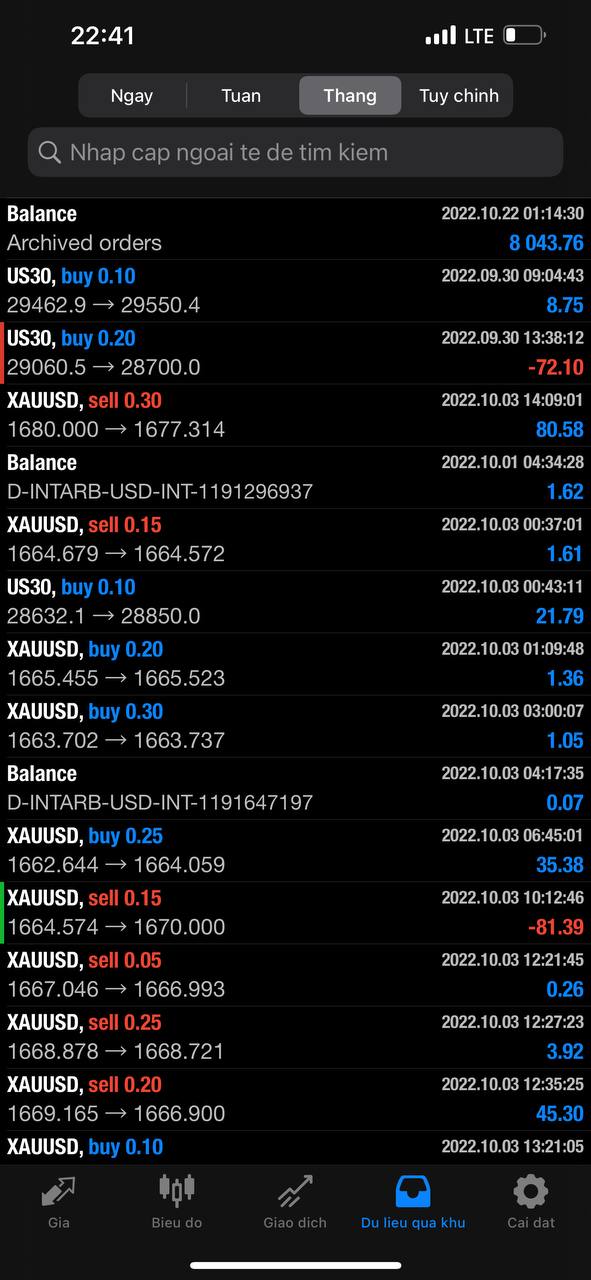 22:41 LTE
Ngay Tuan Thang Tuy chinh
Nhap cap ngoai te de tim kiem
Balance 2022.10.22 01:14:30
Archived orders 8 043.76
US30, buy 0.10 2022.09.30 09:04:43
29462.9 → 29550.4 8.75
US30, buy 0.20 2022.09.30 13:38:12
29060.5 → 28700.0 -72.10
XAUUSD, sell 0.30 2022.10.03 14:09:01
1680.000 → 1677.314 80.58
Balance 2022.10.01 04:34:28
D-INTARB-USD-INT-1191296937 1.62
XAUUSD, sell 0.15 2022.10.03 00:37:01
1664.679 → 1664.572 1.61
US30, buy 0.10 2022.10.03 00:43:11
28632.1 → 28850.0 21.79
XAUUSD, buy 0.20 2022.10.03 01:09:48
1665.455 → 1665.523 1.36
XAUUSD, buy 0.30 2022.10.03 03:00:07
1663.702 → 1663.737 1.05
Balance 2022.10.03 04:17:35
D-INTARB-USD-INT-1191647197 0.07
XAUUSD, buy 0.25 2022.10.03 06:45:01
1662.644 → 1664.059 35.38
XAUUSD, sell 0.15 2022.10.03 10:12:46
1664.574 → 1670.000 -81.39
XAUUSD, sell 0.05 2022.10.03 12:21:45
1667.046 → 1666.993 0.26
XAUUSD, sell 0.25 2022.10.03 12:27:23
1668.878 → 1668.721 3.92
XAUUSD, sell 0.20 2022.10.03 12:35:25
1669.165 → 1666.900 45.30
XAUUSD, buy 0.10 2022.10.03 13:21:05
Gia Bieu do Giao dich Du lieu qua khu Cai dat